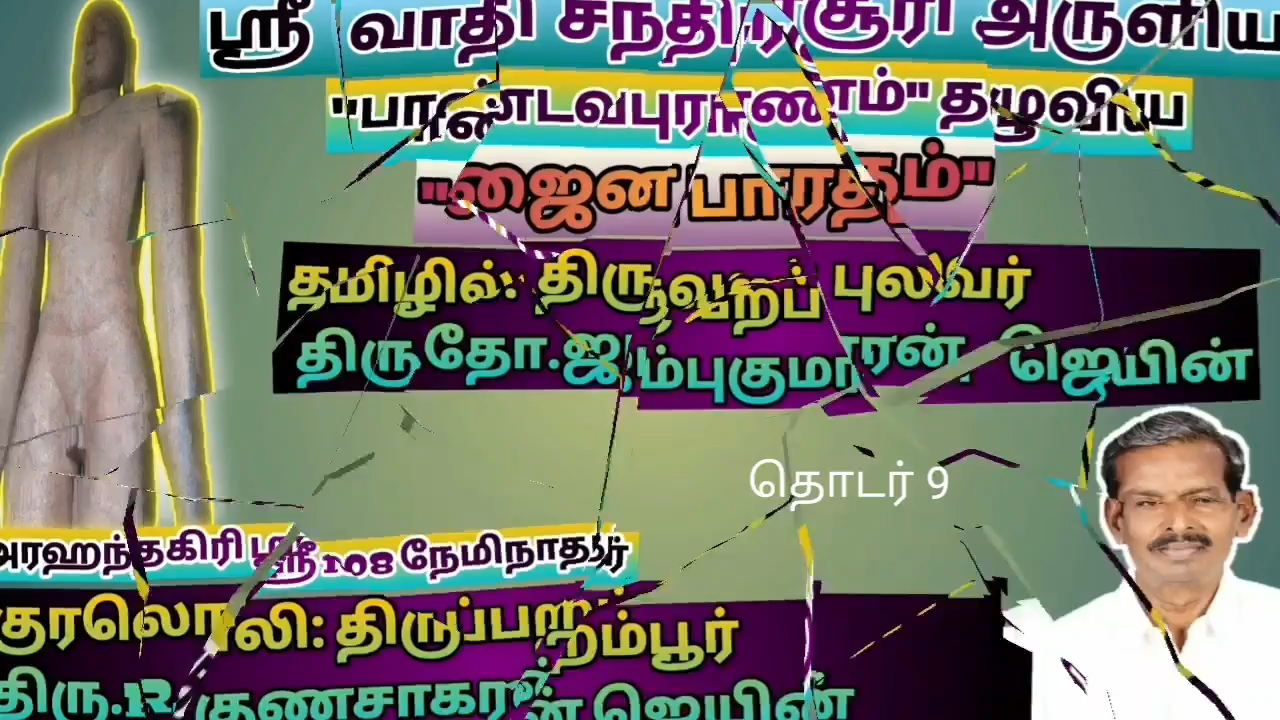 ஸ்ரீ வாதி சந்திரசூரி அருளிய
"பாண்டவபுராணம்" தழுவிய
"ஜைன பாரதம்"
தமிழில்: திருவறப் புலவர்
திரு தோ.ஜம்புகுமாரன், ஜெயின்
தொடர் 9
அரஹந்தகிரி ஸ்ரீ 108 நேமிநாதர்
குரலொலி: திருப்பறம்பூர்
திரு.R. குணசாகரன் ஜெயின்